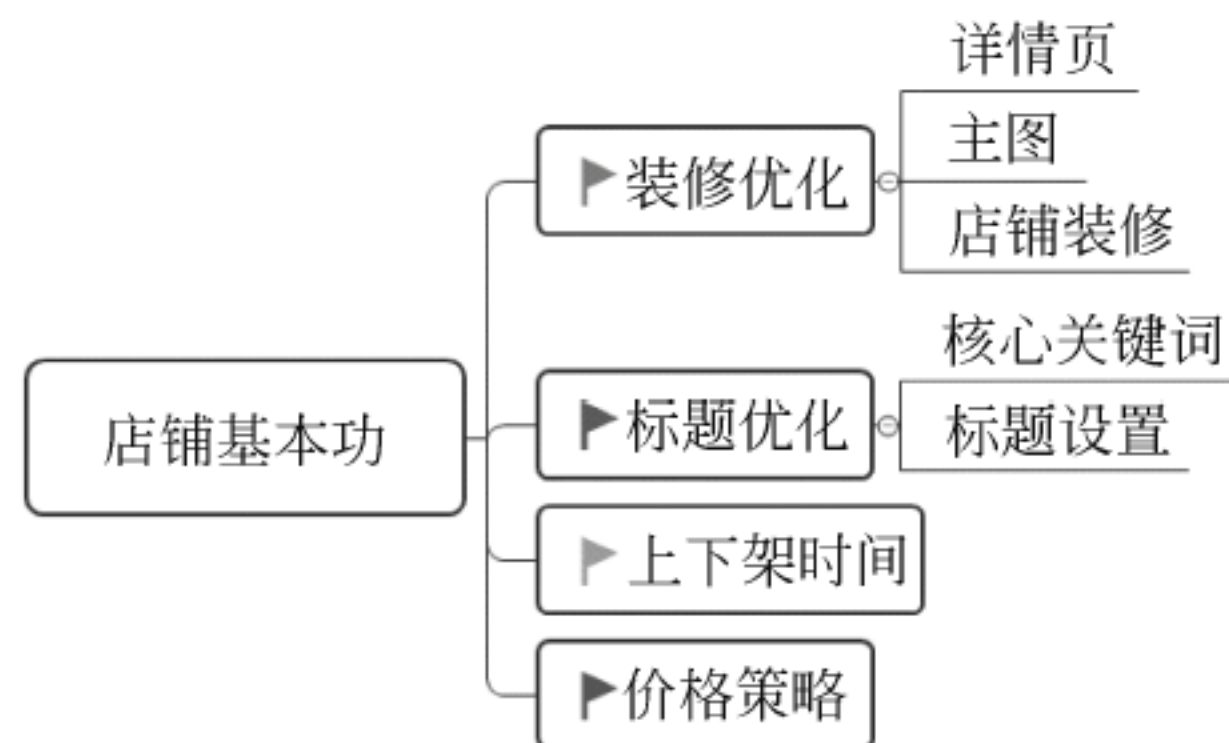 店铺基本功
装修优化
详情页
主图
店铺装修
标题优化
核心关键词
标题设置
上下架时间
价格策略